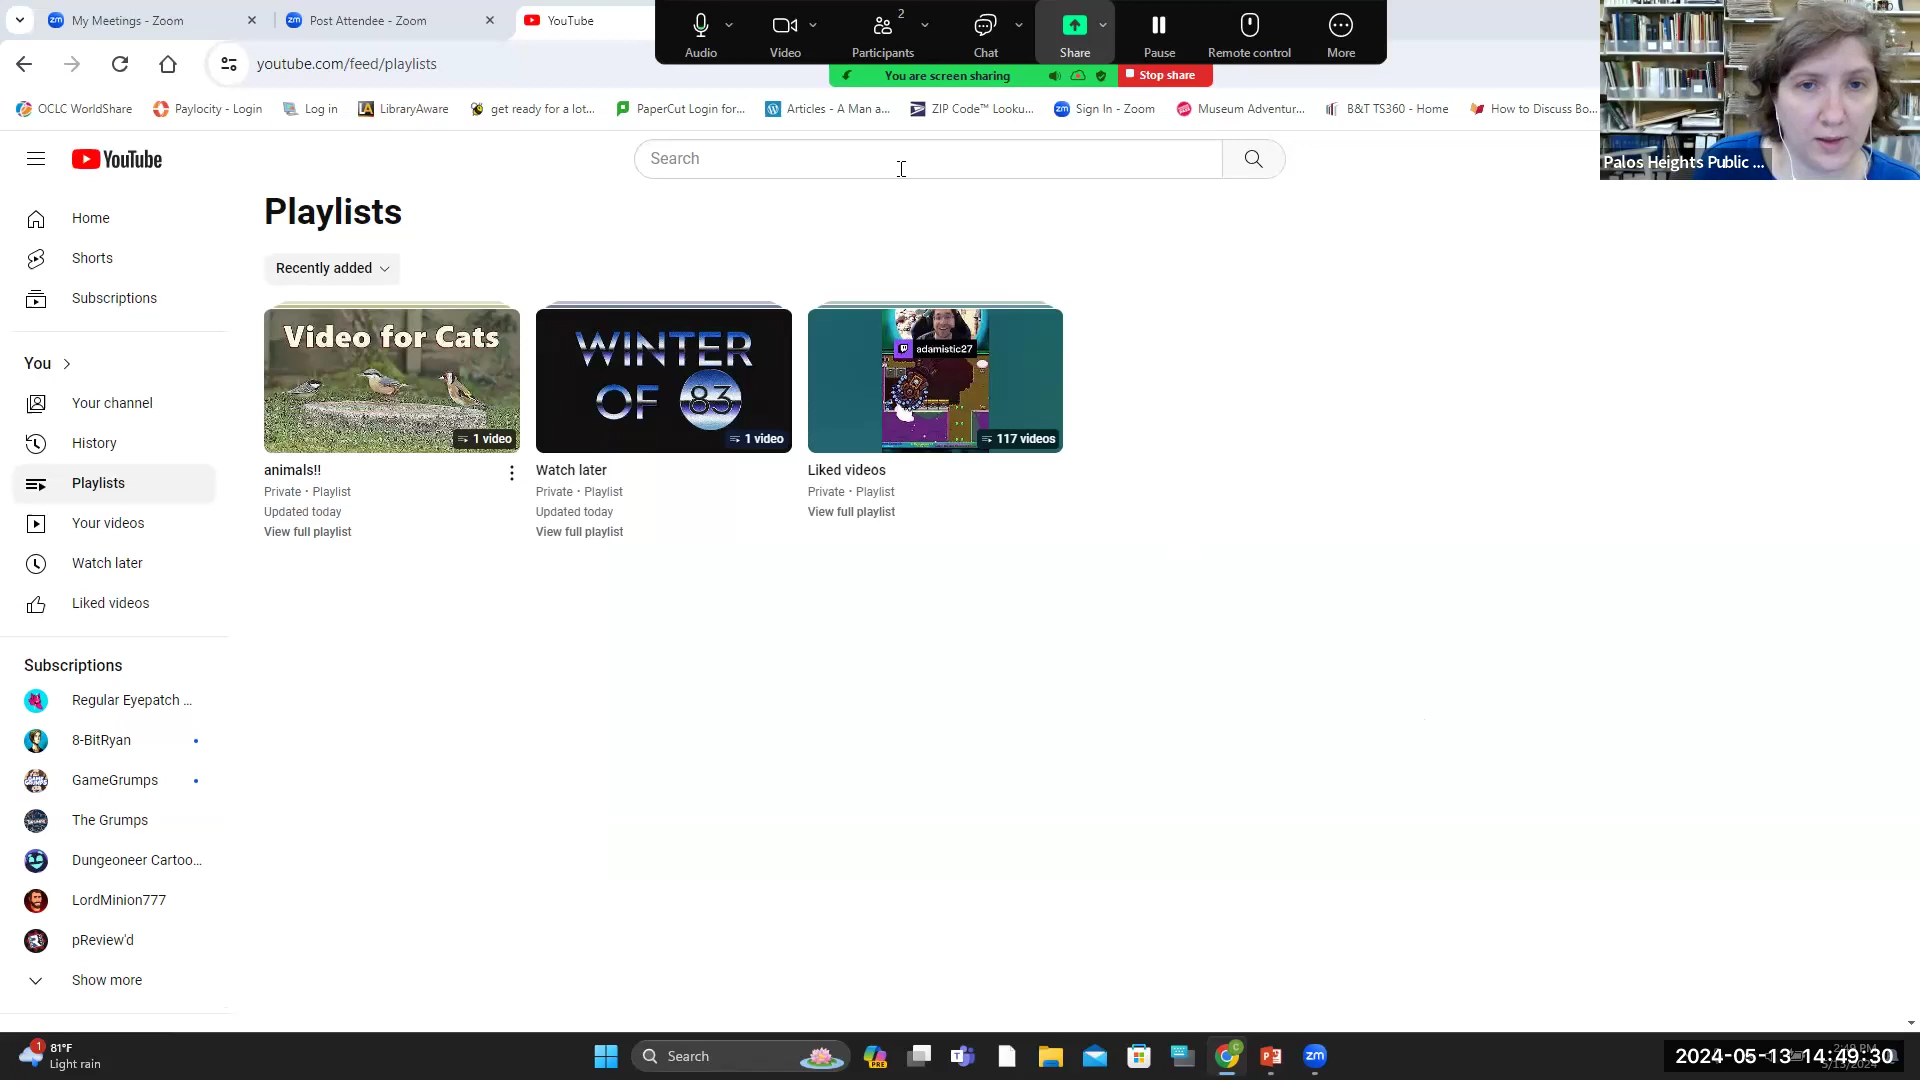 My Meetings - Zoom
Post Attendee - Zoom
YouTube
youtube.com/feed/playlists
Audio
Video
2
Participants
Chat
Share
Pause
Remote control
More
You are screen sharing
Stop share
OCLC WorldShare
Paylocity - Login
Log in
LibraryAware
get ready for a lot...
PaperCut Login for...
Articles - A Man a...
ZIP Code™ Looku...
Sign In - Zoom
Museum Adventur...
B&T TS360 - Home
How to Discuss Bo...
Palos Heights Public ...
YouTube
Search
Home
Shorts
Subscriptions
You
Your channel
History
Playlists
Your videos
Watch later
Liked videos
Subscriptions
Regular Eyepatch ...
8-BitRyan
GameGrumps
The Grumps
Dungeoneer Cartoo...
LordMinion777
pReview'd
Show more
Playlists
Recently added
Video for Cats
1 video
animals!!
Private • Playlist
Updated today
View full playlist
WINTER
OF 83
1 video
Watch later
Private • Playlist
Updated today
View full playlist
adamistic27
117 videos
Liked videos
Private • Playlist
View full playlist
1
81°F
Light rain
Search
PRE
zm
2024-05-13 14:49:30